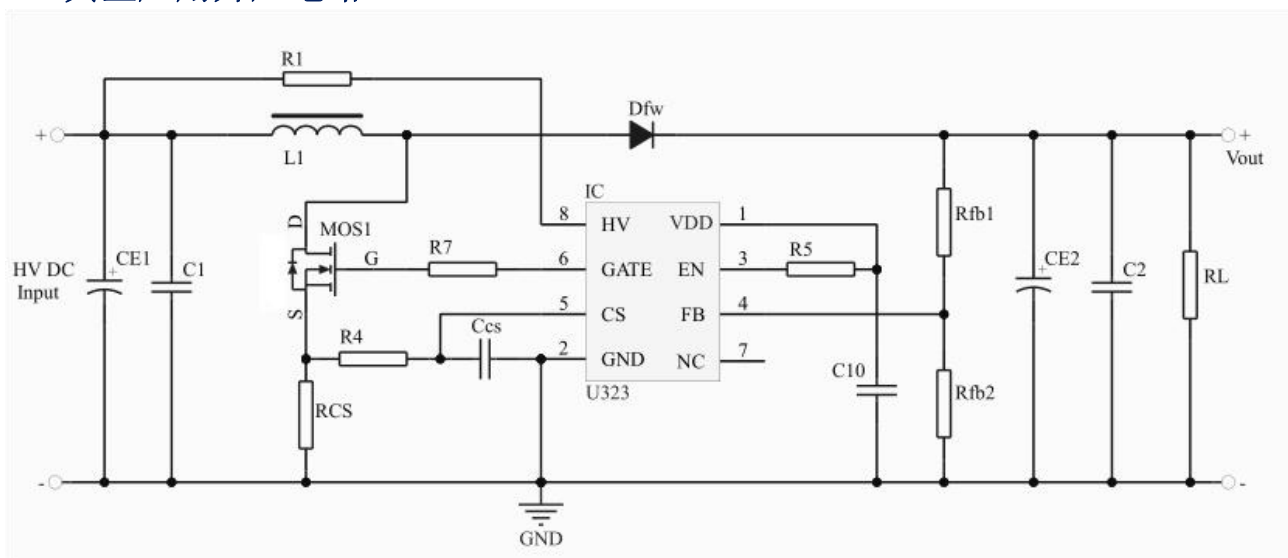 R1
Dfw
+
L1
+
Vout
IC
D
MOS1
8 HV VDD 1
Rfb1
HV DC
Input
+
CE1
C1
G
R7
6 GATE EN 3
R5
+
CE2
C2
RL
S
5 CS FB 4
R4
Ccs
2 GND NC 7
U323
C10
Rfb2
RCS
-
-
GND